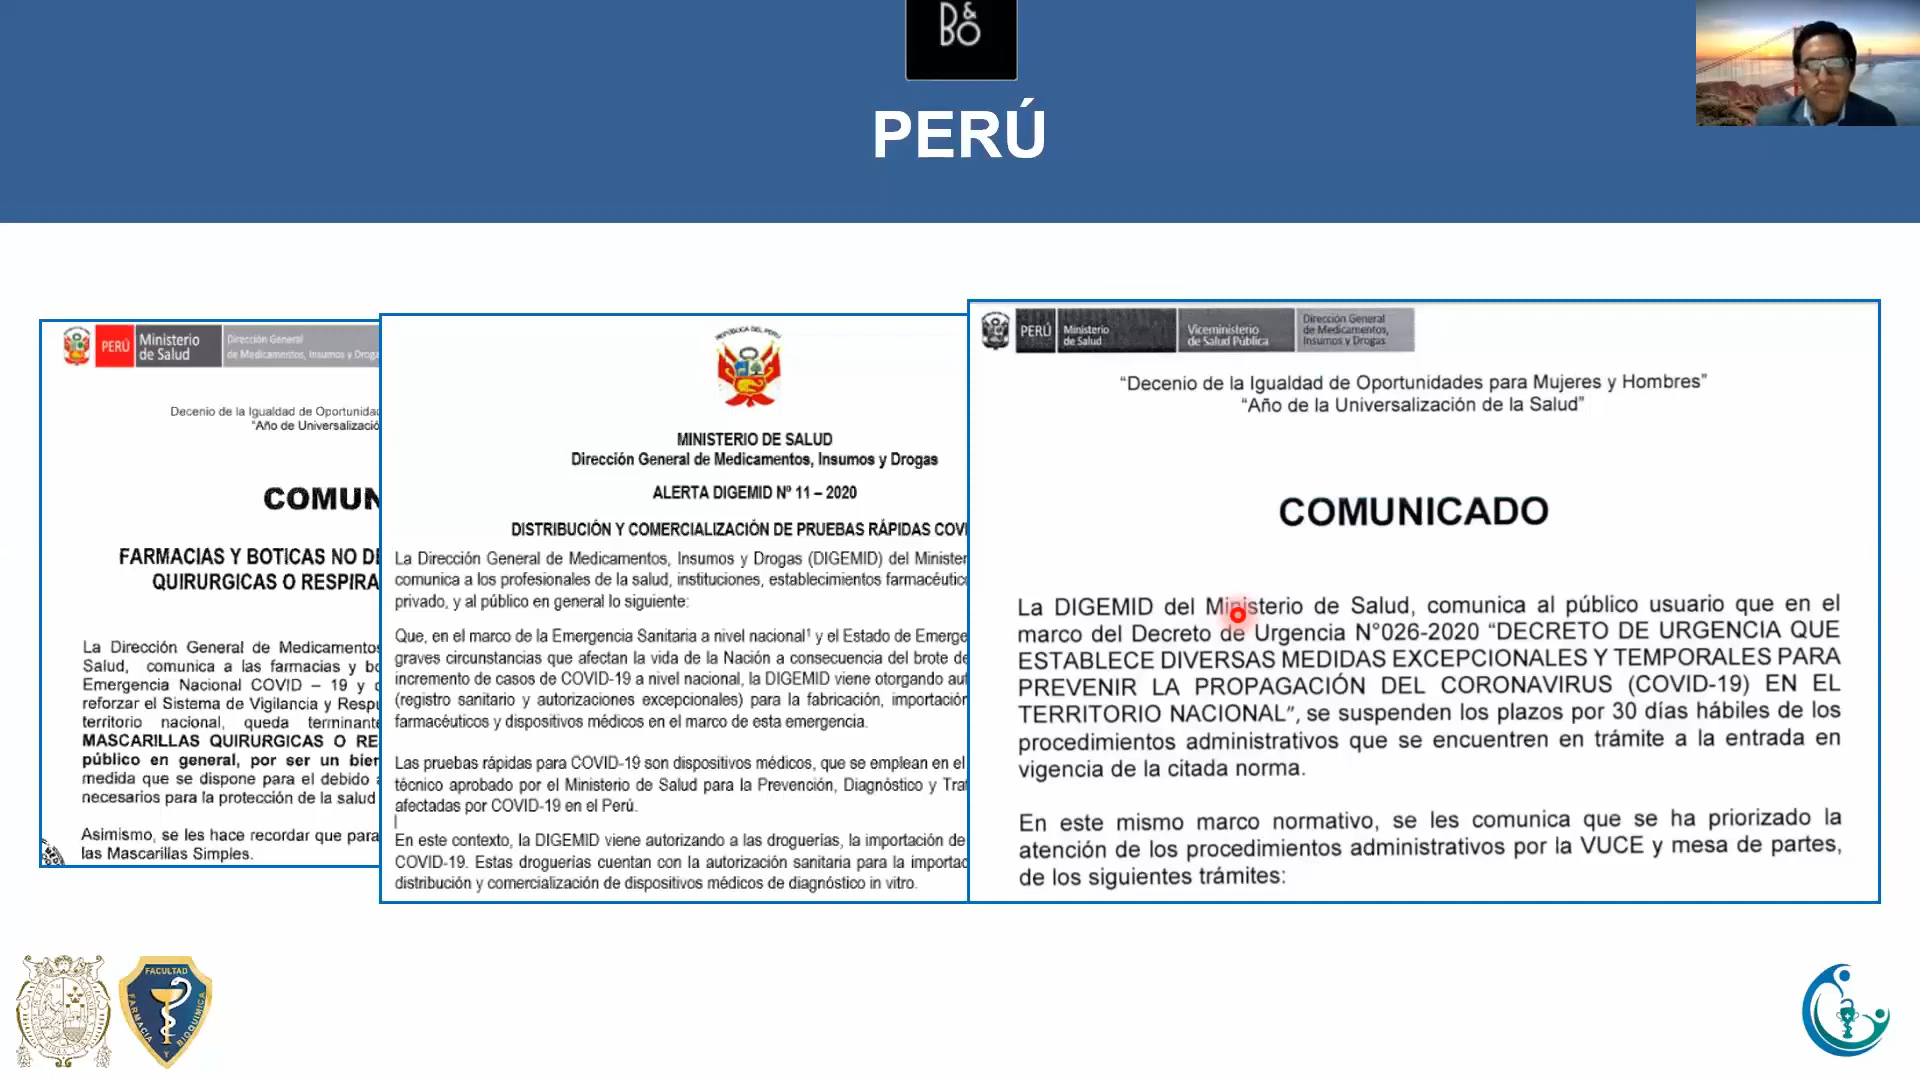 B&O
PERÚ
PERÚ
Ministerio
de Salud
Dirección General
de Medicamentos, Insumos y Droga
Decenio de la Igualdad de Oportunida
"Año de Universalizació
COMUN
FARMACIAS Y BOTICAS NO DE
QUIRURGICAS O RESPIRA
La Dirección General de Medicamentos
Salud, comunica a las farmacias y bo
Emergencia Nacional COVID – 19 y
reforzar el Sistema de Vigilancia y Respu
territorio nacional, queda terminante
MASCARILLAS QUIRURGICAS O RE
público en general, por ser un bien
medida que se dispone para el debido
necesarios para la protección de la salud
Asimismo, se les hace recordar que para
las Mascarillas Simples.
REPÚBLICA DEL PERÚ
MINISTERIO DE SALUD
Dirección General de Medicamentos, Insumos y Drogas
ALERTA DIGEMID Nº 11 – 2020
DISTRIBUCIÓN Y COMERCIALIZACIÓN DE PRUEBAS RÁPIDAS COVI
La Dirección General de Medicamentos, Insumos y Drogas (DIGEMID) del Minister
comunica a los profesionales de la salud, instituciones, establecimientos farmacéutico
privado, y al público en general lo siguiente:
Que, en el marco de la Emergencia Sanitaria a nivel nacional¹ y el Estado de Emerge
graves circunstancias que afectan la vida de la Nación a consecuencia del brote de
incremento de casos de COVID-19 a nivel nacional, la DIGEMID viene otorgando aut
(registro sanitario y autorizaciones excepcionales) para la fabricación, importación
farmacéuticos y dispositivos médicos en el marco de esta emergencia.
Las pruebas rápidas para COVID-19 son dispositivos médicos, que se emplean en el
técnico aprobado por el Ministerio de Salud para la Prevención, Diagnóstico y Trat
afectadas por COVID-19 en el Perú.
En este contexto, la DIGEMID viene autorizando a las droguerías, la importación de
COVID-19. Estas droguerías cuentan con la autorización sanitaria para la importac
distribución y comercialización de dispositivos médicos de diagnóstico in vitro.
PERÚ
Ministerio
de Salud
Viceministerio
de Salud Pública
Dirección General
de Medicamentos,
Insumos y Drogas
"Decenio de la Igualdad de Oportunidades para Mujeres y Hombres"
"Año de la Universalización de la Salud"
COMUNICADO
La DIGEMID del Ministerio de Salud, comunica al público usuario que en el
marco del Decreto de Urgencia N°026-2020 "DECRETO DE URGENCIA QUE
ESTABLECE DIVERSAS MEDIDAS EXCEPCIONALES Y TEMPORALES PARA
PREVENIR LA PROPAGACIÓN DEL CORONAVIRUS (COVID-19) EN EL
TERRITORIO NACIONAL", se suspenden los plazos por 30 días hábiles de los
procedimientos administrativos que se encuentren en trámite a la entrada en
vigencia de la citada norma.
En este mismo marco normativo, se les comunica que se ha priorizado la
atención de los procedimientos administrativos por la VUCE y mesa de partes,
de los siguientes trámites:
FACULTAD
FARMACIA Y BIOQUIMICA